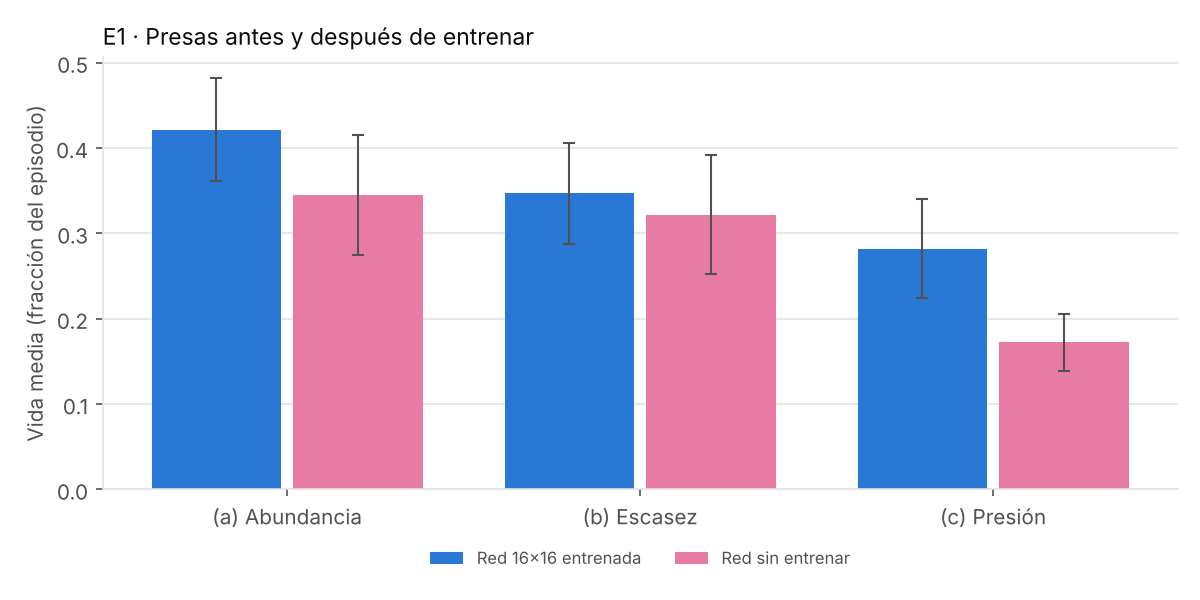 E1 · Presas antes y después de entrenar
Vida media (fracción del episodio)
0.5
0.4
0.3
0.2
0.1
0.0
(a) Abundancia
(b) Escasez
(c) Presión
Red 16×16 entrenada
Red sin entrenar